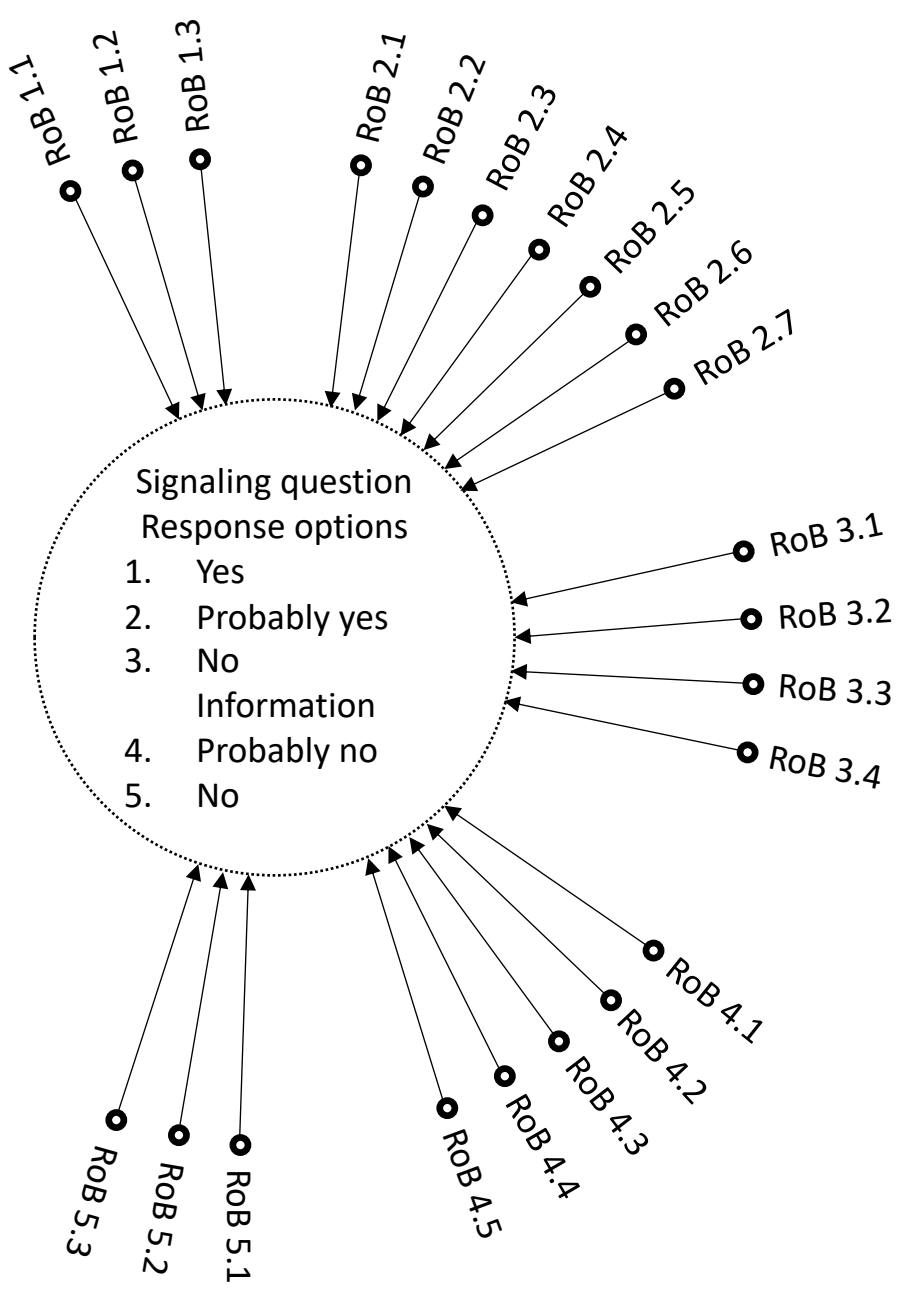 RoB 1.1
RoB 1.2
RoB 1.3
RoB 2.1
RoB 2.2
RoB 2.3
RoB 2.4
RoB 2.5
RoB 2.6
RoB 2.7
RoB 3.1
RoB 3.2
RoB 3.3
RoB 3.4
RoB 4.1
RoB 4.2
RoB 4.3
RoB 4.4
RoB 4.5
RoB 5.1
RoB 5.2
RoB 5.3
Signaling question
Response options
1. Yes
2. Probably yes
3. No
Information
4. Probably no
5. No